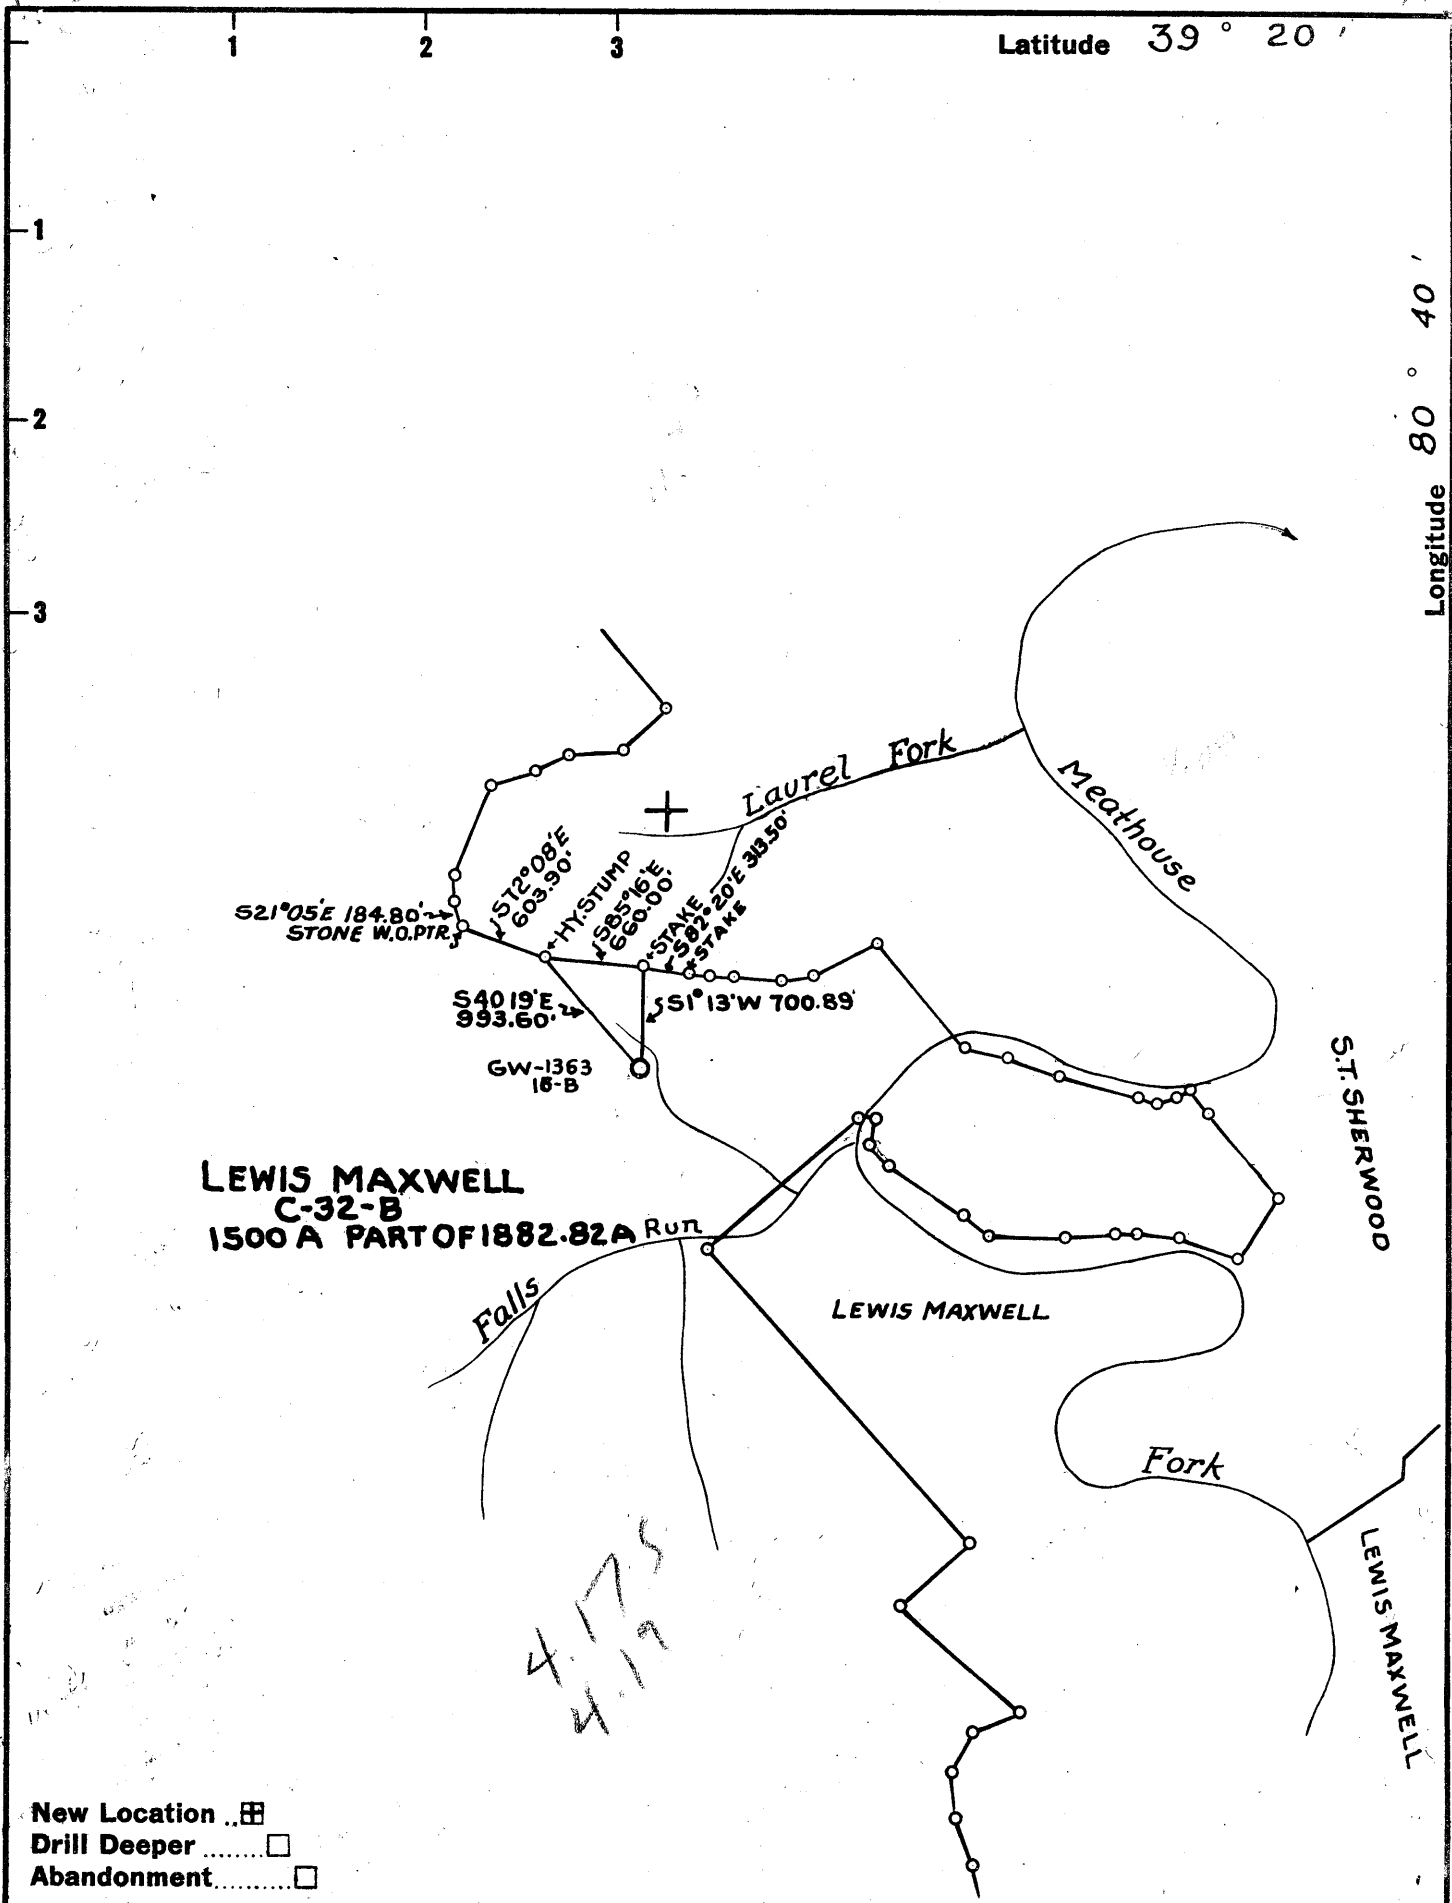 1 2 3
Latitude 39° 20'
1
2
3
Longitude 80° 40'
Laurel Fork
Meathouse
S72°08'E
603.90'
HY. STUMP
S85°16'E
660.00'
STAKE
S82°20'E 313.50'
STAKE
S21°05'E 184.80'
STONE W.O.PTR.
S40 19'E
993.60'
S1°13'W 700.89'
GW-1363
S.T. SHERWOOD
LEWIS MAXWELL
C-32-B
1500 A PART OF 1882.82A
Falls Run
LEWIS MAXWELL
Fork
LEWIS MAXWELL
4.175
4.19
New Location ..
Drill Deeper ........
Abandonment..........